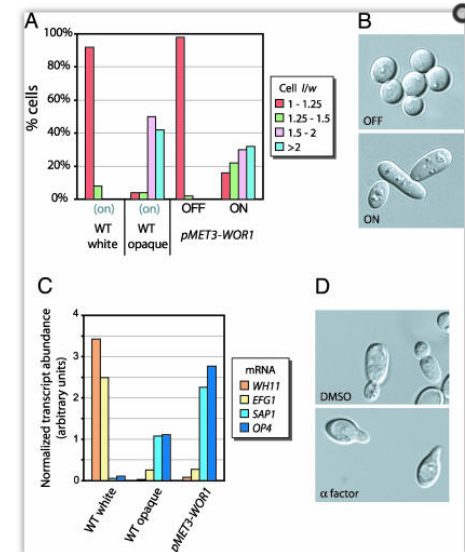 A
B
100%
80%
60%
40%
20%
0%
% cells
Cell l/w
1 - 1.25
1.25 - 1.5
1.5 - 2
>2
(on) (on) OFF ON
WT WT pMET3-WOR1
white opaque
OFF
ON
C
D
Normalized transcript abundance
(arbitrary units)
4
3
2
1
0
mRNA
WH11
EFG1
SAP1
OP4
WT white
WT opaque
pMET3-WOR1
DMSO
α factor